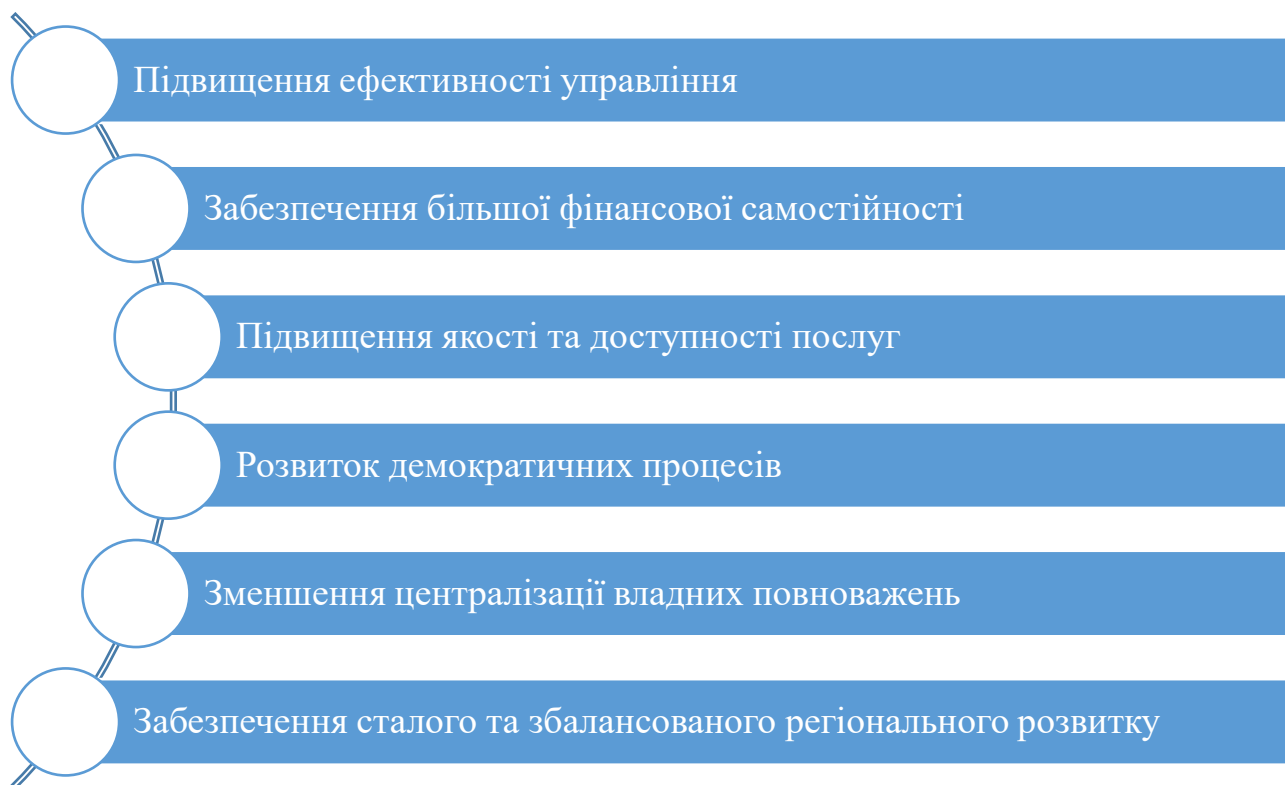 Підвищення ефективності управління
Забезпечення більшої фінансової самостійності
Підвищення якості та доступності послуг
Розвиток демократичних процесів
Зменшення централізації владних повноважень
Забезпечення сталого та збалансованого регіонального розвитку